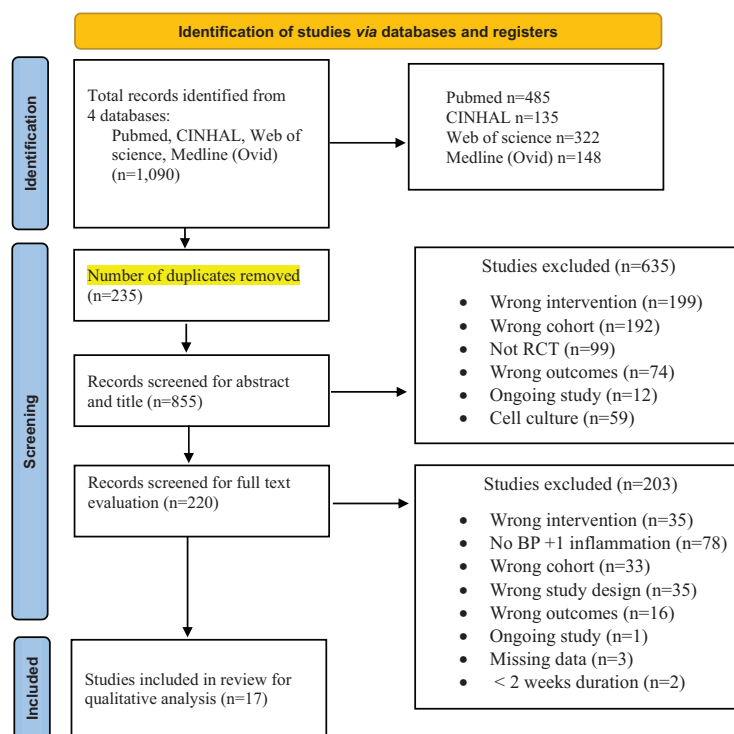 Identification of studies via databases and registers
Identification
Total records identified from
4 databases:
Pubmed, CINHAL, Web of
science, Medline (Ovid)
(n=1,090)
Pubmed n=485
CINHAL n=135
Web of science n=322
Medline (Ovid) n=148
Screening
Number of duplicates removed
(n=235)
Studies excluded (n=635)
• Wrong intervention (n=199)
• Wrong cohort (n=192)
• Not RCT (n=99)
• Wrong outcomes (n=74)
• Ongoing study (n=12)
• Cell culture (n=59)
Records screened for abstract
and title (n=855)
Records screened for full text
evaluation (n=220)
Studies excluded (n=203)
• Wrong intervention (n=35)
• No BP +1 inflammation (n=78)
• Wrong cohort (n=33)
• Wrong study design (n=35)
• Wrong outcomes (n=16)
• Ongoing study (n=1)
• Missing data (n=3)
• < 2 weeks duration (n=2)
Included
Studies included in review for
qualitative analysis (n=17)